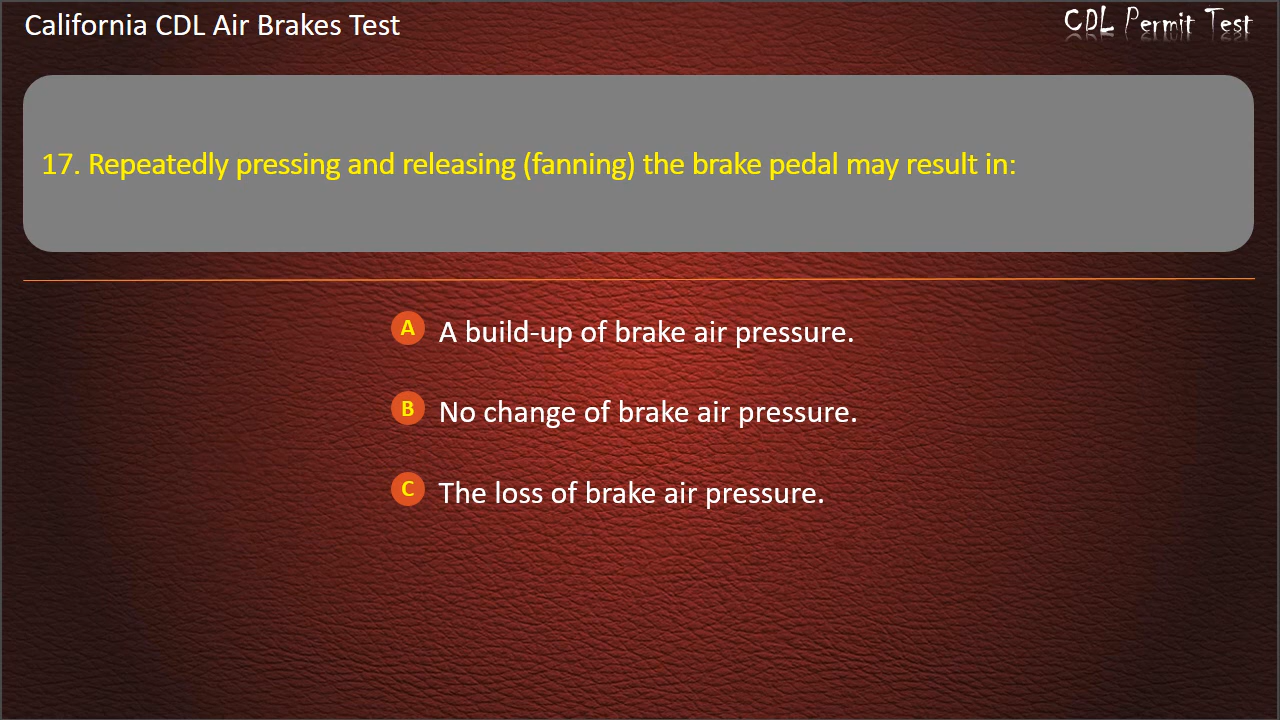 California CDL Air Brakes Test
CDL Permit Test
17. Repeatedly pressing and releasing (fanning) the brake pedal may result in:
A A build-up of brake air pressure.
B No change of brake air pressure.
C The loss of brake air pressure.